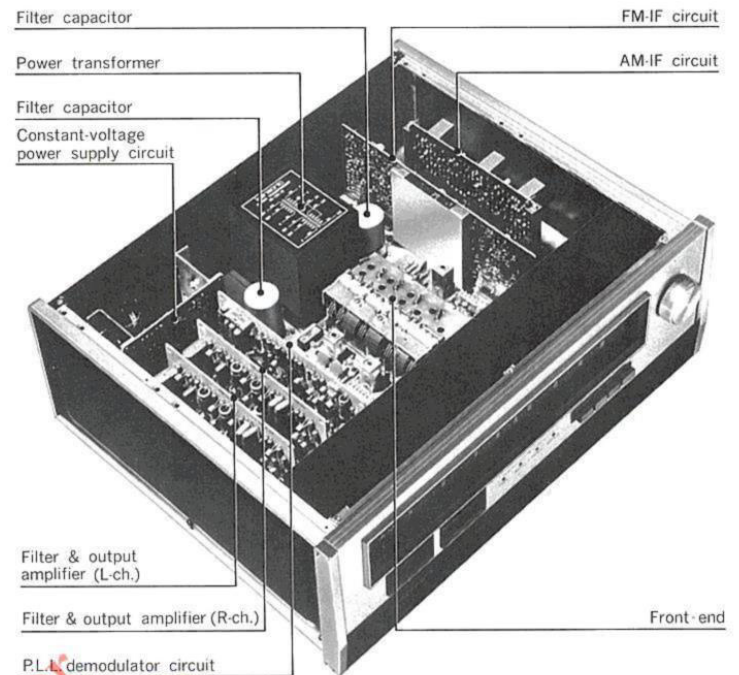 Filter capacitor
Power transformer
Filter capacitor
Constant-voltage
power supply circuit
FM-IF circuit
AM-IF circuit
Filter & output
amplifier (L-ch.)
Filter & output amplifier (R-ch.)
P.L.L. demodulator circuit
Front-end